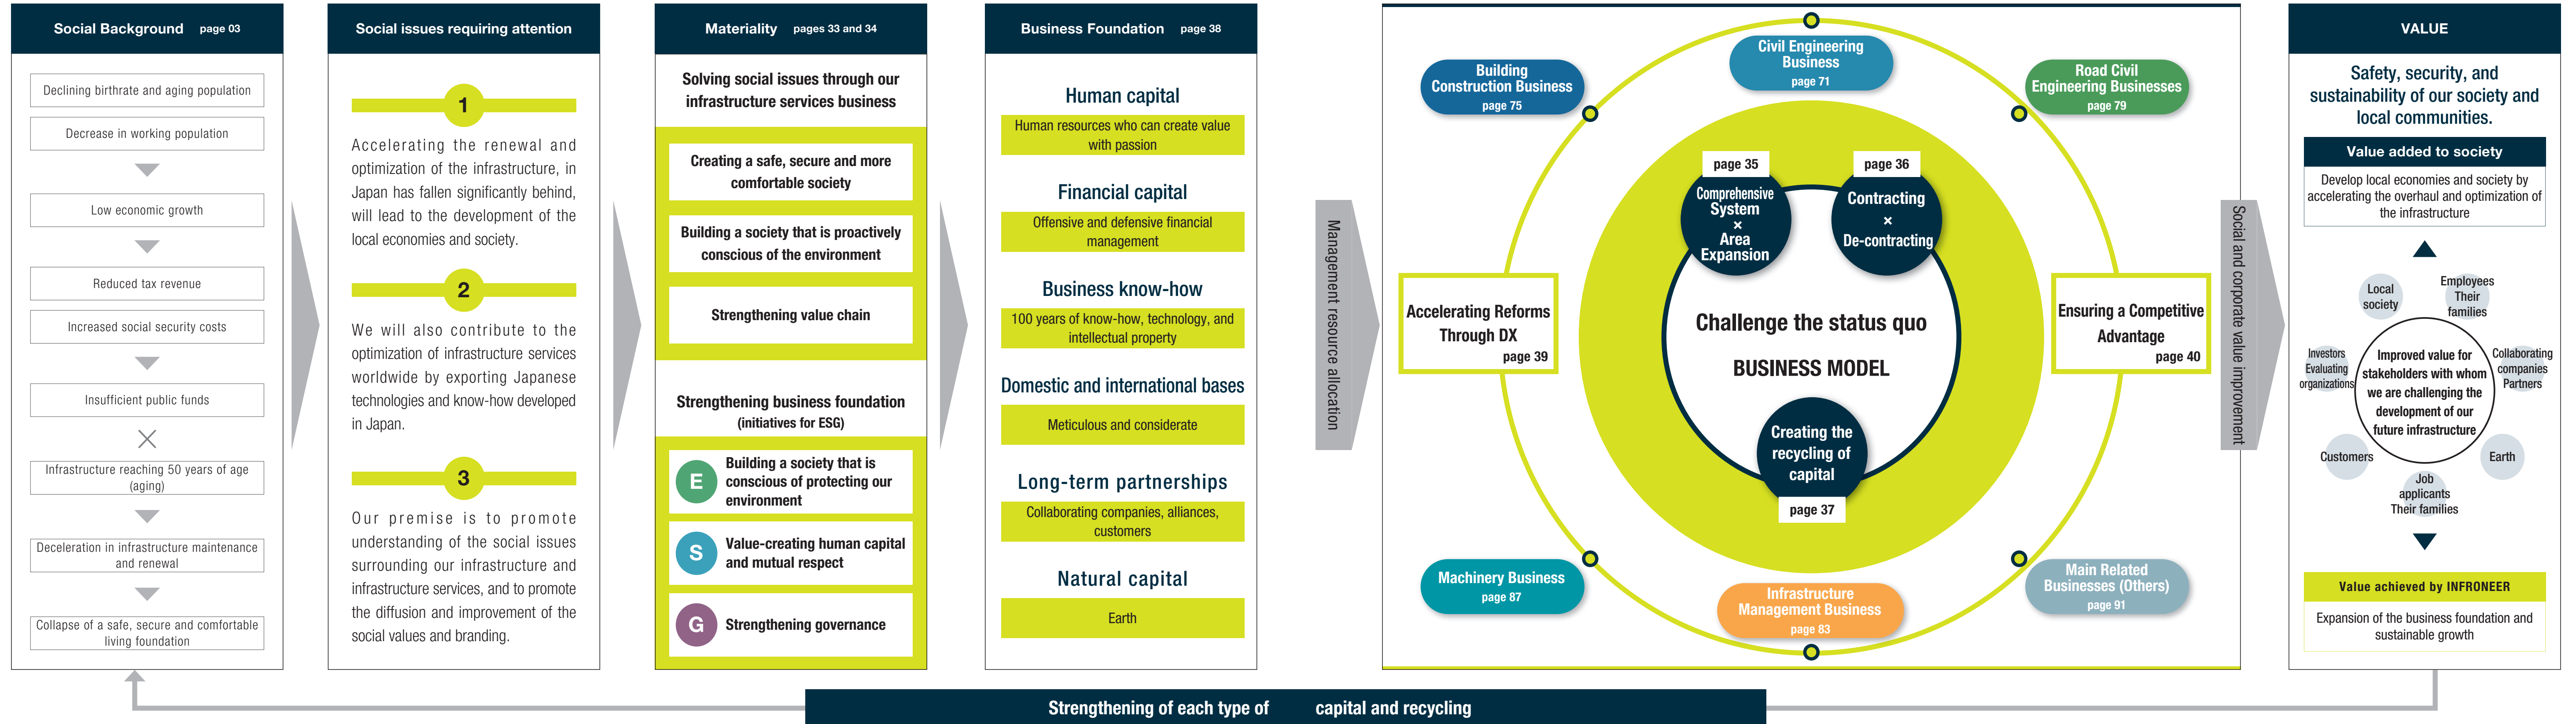 Social Background page 03
Declining birthrate and aging population
Decrease in working population
Low economic growth
Reduced tax revenue
Increased social security costs
Insufficient public funds
Infrastructure reaching 50 years of age
(aging)
Deceleration in infrastructure maintenance
and renewal
Collapse of a safe, secure and comfortable
living foundation
Social issues requiring attention
1
Accelerating the renewal and
optimization of the infrastructure, in
Japan has fallen significantly behind,
will lead to the development of the
local economies and society.
2
We will also contribute to the
optimization of infrastructure services
worldwide by exporting Japanese
technologies and know-how developed
in Japan.
3
Our premise is to promote
understanding of the social issues
surrounding our infrastructure and
infrastructure services, and to promote
the diffusion and improvement of the
social values and branding.
Materiality pages 33 and 34
Solving social issues through our
infrastructure services business
Creating a safe, secure and more
comfortable society
Building a society that is proactively
conscious of the environment
Strengthening value chain
Strengthening business foundation
(initiatives for ESG)
E
Building a society that is
conscious of protecting our
environment
S
Value-creating human capital
and mutual respect
G
Strengthening governance
Business Foundation page 38
Human capital
Human resources who can create value
with passion
Financial capital
Offensive and defensive financial
management
Business know-how
100 years of know-how, technology, and
intellectual property
Domestic and international bases
Meticulous and considerate
Long-term partnerships
Collaborating companies, alliances,
customers
Natural capital
Earth
Management resource allocation
Building
Construction Business
page 75
Civil Engineering
Business
page 71
Road Civil
Engineering Businesses
page 79
page 35
Comprehensive
System
×
Area
Expansion
page 36
Contracting
×
De-contracting
Accelerating Reforms
Through DX
page 39
Challenge the status quo
BUSINESS MODEL
Ensuring a Competitive
Advantage
page 40
Creating the
recycling of
capital
page 37
Machinery Business
page 87
Infrastructure
Management Business
page 83
Main Related
Businesses (Others)
page 91
Social and corporate value improvement
VALUE
Safety, security, and
sustainability of our society and
local communities.
Value added to society
Develop local economies and society by
accelerating the overhaul and optimization of
the infrastructure
Local
society
Employees
Their
families
Investors
Evaluating
organizations
Improved value for
stakeholders with whom
we are challenging the
development of our
future infrastructure
Collaborating
companies
Partners
Customers
Earth
Job
applicants
Their families
Value achieved by INFRONEER
Expansion of the business foundation and
sustainable growth
Strengthening of each type of capital and recycling